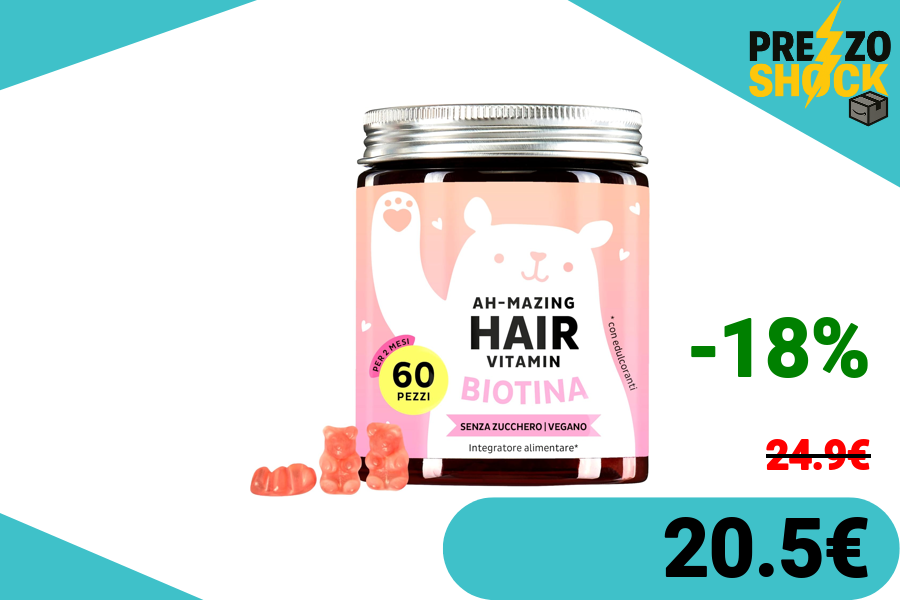 PREZZO
SHOCK
AH-MAZING
HAIR
VITAMIN
BIOTINA
* con edulcoranti
PER 2 MESI
60
PEZZI
SENZA ZUCCHERO | VEGANO
Integratore alimentare*
-18%
24.9€
20.5€